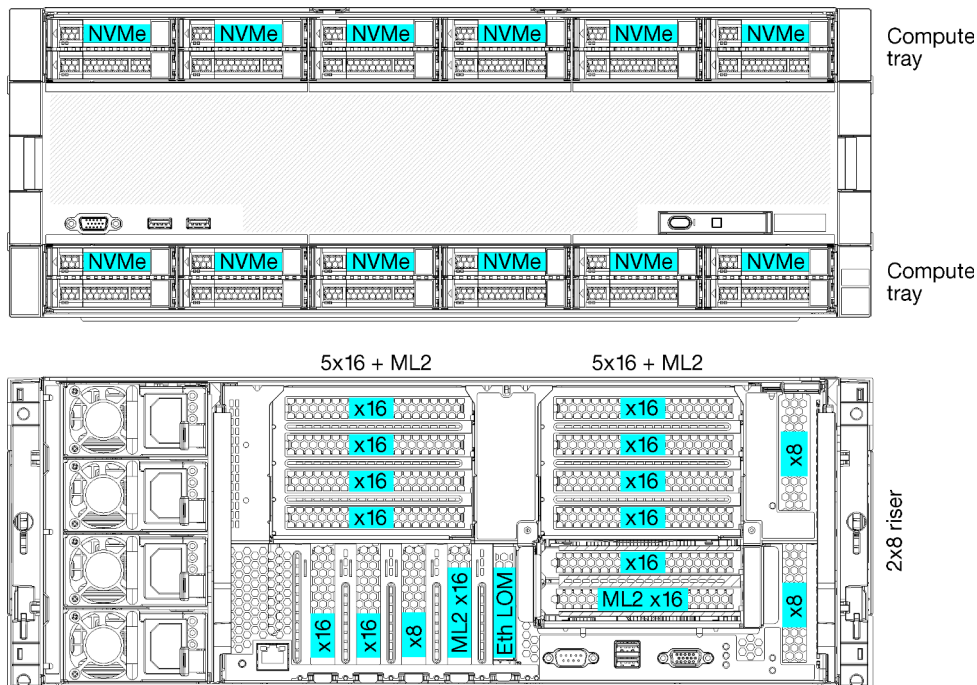 NVMe NVMe NVMe NVMe NVMe NVMe
Compute
tray
NVMe NVMe NVMe NVMe NVMe NVMe
Compute
tray
5x16 + ML2 5x16 + ML2
x16 x16
x16 x16
x8
x16 x16
x16 x16
2x8 riser
x16
x16
x16
x8
ML2 x16
Eth LOM
ML2 x16
x8